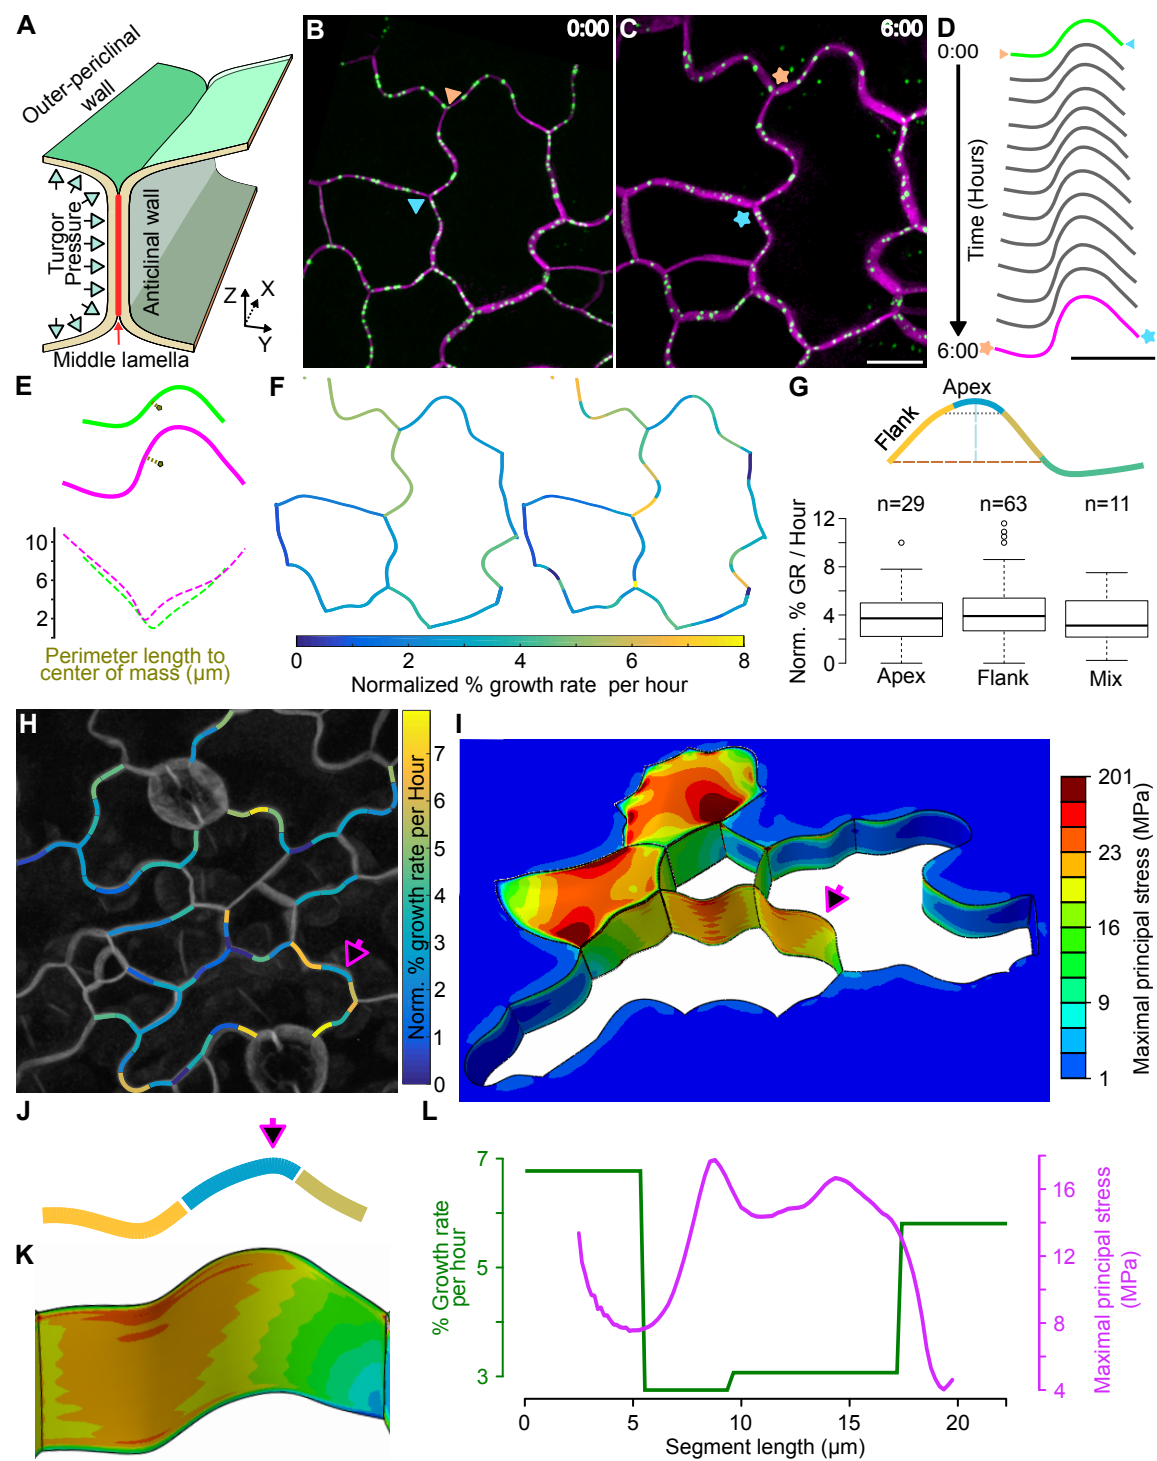 A
Outer-periclinal
wall
Turgor
Pressure
Anticlinal wall
Z
X
Y
Middle lamella
B
0:00
C
6:00
D
0:00
Time (Hours)
6:00
E
10
6
2
Perimeter length to
center of mass (µm)
F
0
2
4
6
8
Normalized % growth rate per hour
G
Apex
Flank
n=29
n=63
n=11
12
8
4
0
Norm. % GR / Hour
Apex
Flank
Mix
H
7
6
5
4
3
2
1
0
Norm. % growth rate per Hour
I
201
23
16
9
1
Maximal principal stress (MPa)
J
K
L
7
5
3
% Growth rate
per hour
16
12
8
4
Maximal principal stress
(MPa)
0
5
10
15
20
Segment length (µm)